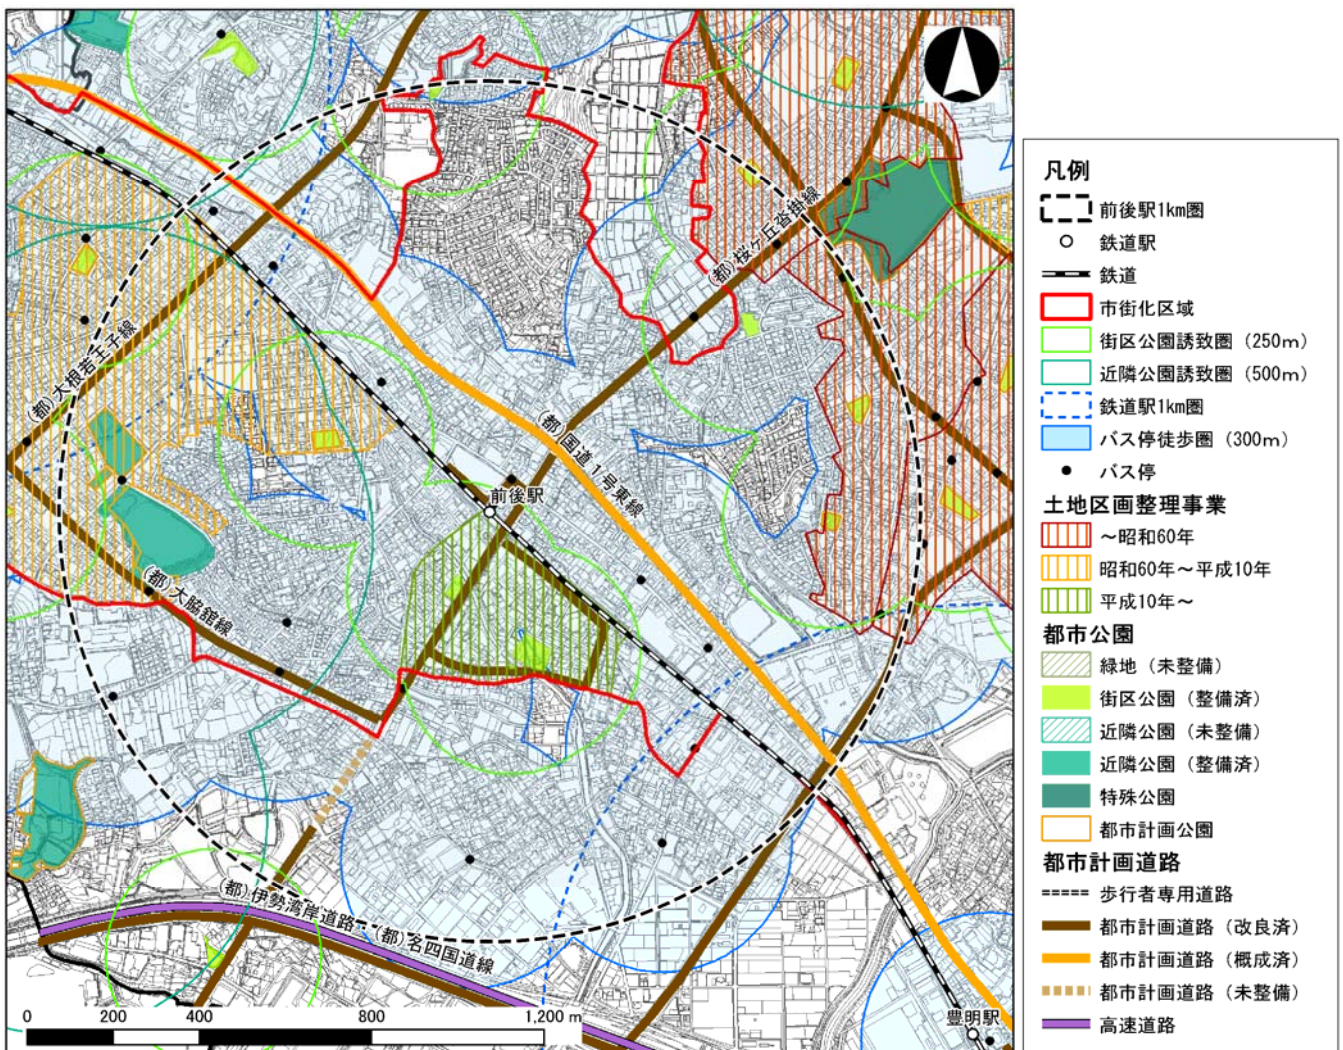 (都)桜ケ丘沓掛線
(都)大根若王子線
(都)国道1号東線
前後駅
(都)大脇舘線
(都)伊勢湾岸道路・(都)名四国道線
豊明駅
0 200 400 800 1,200 m
凡例
前後駅1km圏
鉄道駅
鉄道
市街化区域
街区公園誘致圏(250m)
近隣公園誘致圏(500m)
鉄道駅1km圏
バス停徒歩圏(300m)
バス停
土地区画整理事業
~昭和60年
昭和60年~平成10年
平成10年~
都市公園
緑地(未整備)
街区公園(整備済)
近隣公園(未整備)
近隣公園(整備済)
特殊公園
都市計画公園
都市計画道路
歩行者専用道路
都市計画道路(改良済)
都市計画道路(概成済)
都市計画道路(未整備)
高速道路